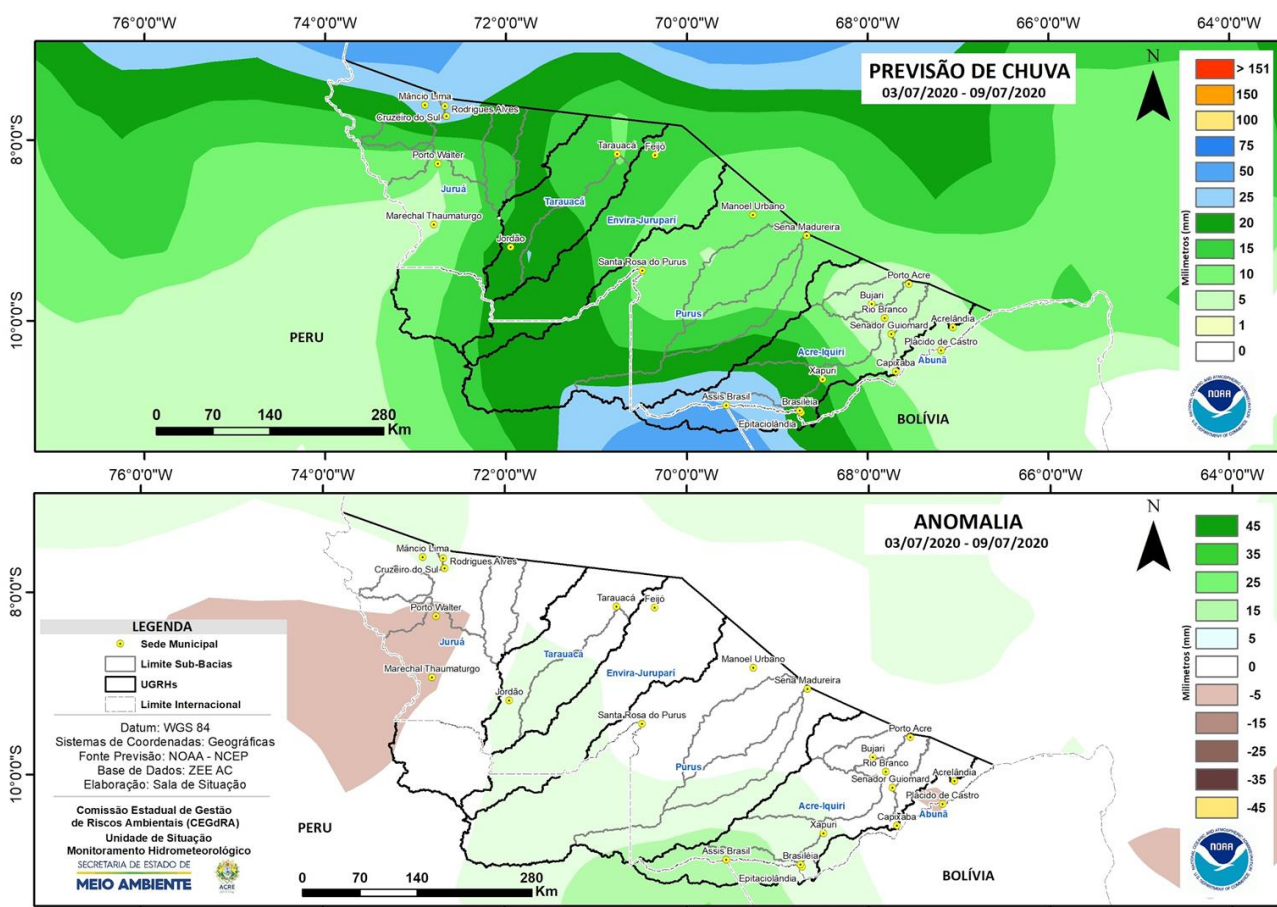 76°0'0"W 74°0'0"W 72°0'0"W 70°0'0"W 68°0'0"W 66°0'0"W 64°0'0"W
PREVISÃO DE CHUVA
03/07/2020 - 09/07/2020
N
8°0'0"S
10°0'0"S
Mâncio Lima
Rodrigues Alves
Cruzeiro do Sul
Porto Walter
Juruá
Marechal Thaumaturgo
Tarauacá
Feijó
Tarauacá
Envira-Jurupari
Jordão
Manoel Urbano
Sena Madureira
Santa Rosa do Purus
Purus
Porto Acre
Bujari
Rio Branco
Senador Guiomard
Acrelândia
Plácido de Castro
Abunã
Acre-Iquiri
Capixaba
Xapuri
Assis Brasil
Brasiléia
Epitaciolândia
PERU
BOLÍVIA
0 70 140 280
Km
Milímetros (mm)
> 151
150
100
75
50
25
20
15
10
5
1
0
NOAA
76°0'0"W 74°0'0"W 72°0'0"W 70°0'0"W 68°0'0"W 66°0'0"W 64°0'0"W
ANOMALIA
03/07/2020 - 09/07/2020
N
8°0'0"S
10°0'0"S
Mâncio Lima
Rodrigues Alves
Cruzeiro do Sul
Porto Walter
Juruá
Marechal Thaumaturgo
Tarauacá
Feijó
Tarauacá
Envira-Jurupari
Jordão
Manoel Urbano
Sena Madureira
Santa Rosa do Purus
Purus
Porto Acre
Bujari
Rio Branco
Senador Guiomard
Acrelândia
Plácido de Castro
Abunã
Acre-Iquiri
Capixaba
Xapuri
Assis Brasil
Brasiléia
Epitaciolândia
PERU
BOLÍVIA
0 70 140 280
Km
Milímetros (mm)
45
35
25
15
5
0
-5
-15
-25
-35
-45
NOAA
LEGENDA
Sede Municipal
Limite Sub-Bacias
UGRHs
Limite Internacional
Datum: WGS 84
Sistemas de Coordenadas: Geográficas
Fonte Previsão: NOAA - NCEP
Base de Dados: ZEE AC
Elaboração: Sala de Situação
Comissão Estadual de Gestão
de Riscos Ambientais (CEGdRA)
Unidade de Situação
Monitoramento Hidrometeorológico
SECRETARIA DE ESTADO DE
MEIO AMBIENTE
ACRE